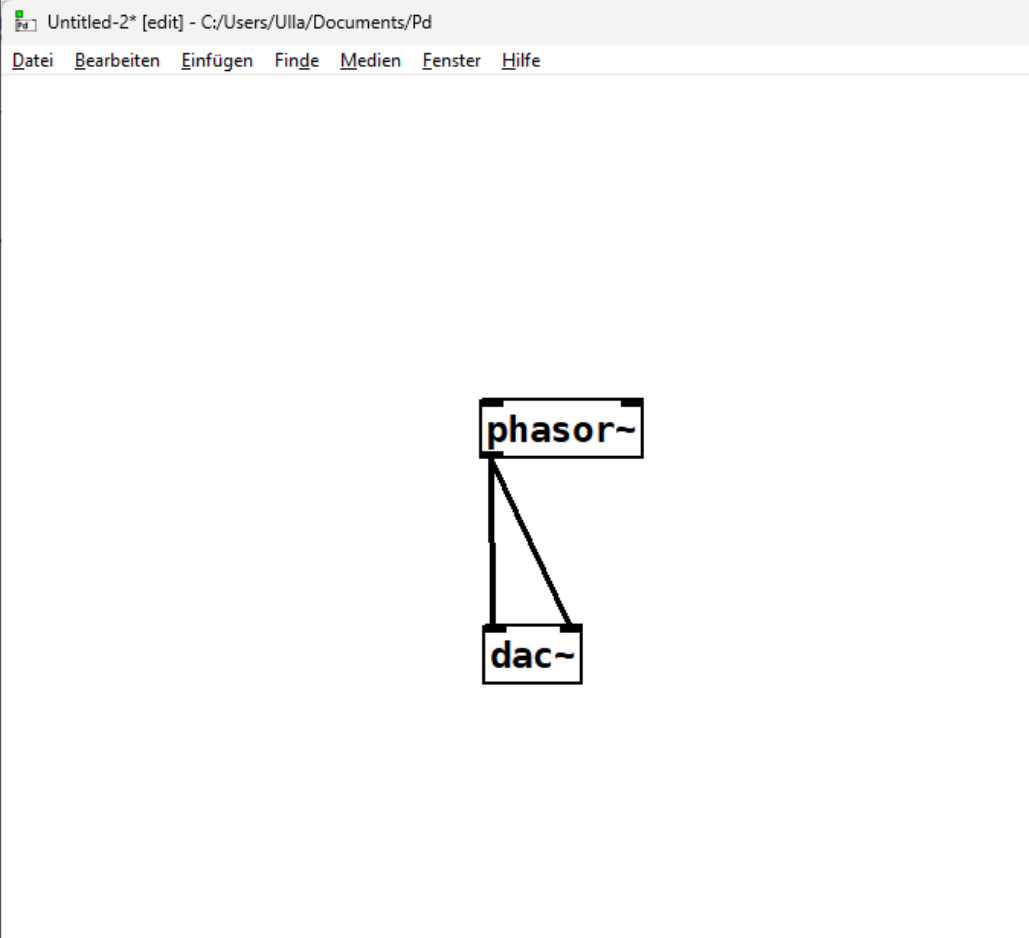 Untitled-2* [edit] - C:/Users/Ulla/Documents/Pd
Datei Bearbeiten Einfügen Finde Medien Fenster Hilfe
phasor~
dac~